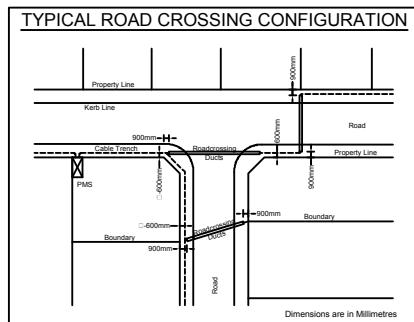 TYPICAL ROAD CROSSING CONFIGURATION
Property Line
900mm
Kerb Line
900mm
Roadcrossing
Ducts
600mm
Road
Cable Trench
Property Line
900mm
PMS
□-600mm
□-600mm
900mm
Roadcrossing
Ducts
900mm
Boundary
Boundary
Road
Dimensions are in Millimetres